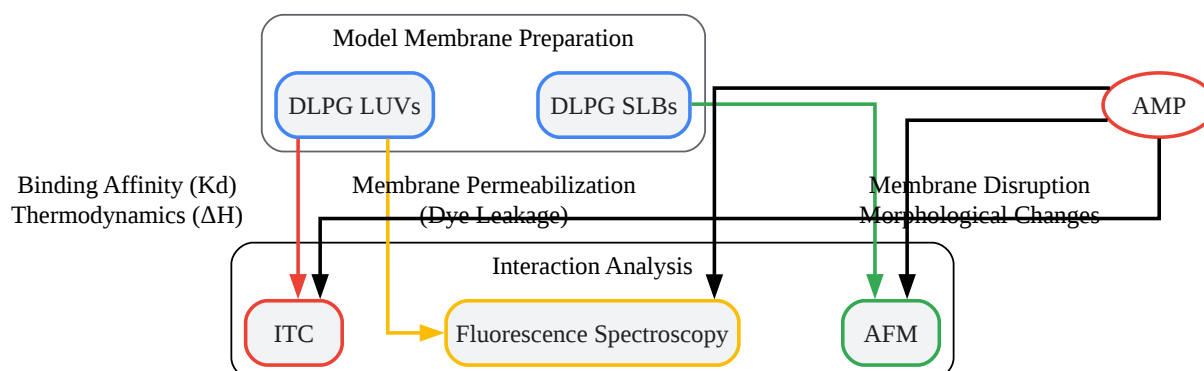 Model Membrane Preparation
DLPG LUVs
DLPG SLBs
AMP
Binding Affinity (Kd)
Thermodynamics (ΔH)
Membrane Permeabilization
(Dye Leakage)
Membrane Disruption
Morphological Changes
Interaction Analysis
ITC
Fluorescence Spectroscopy
AFM